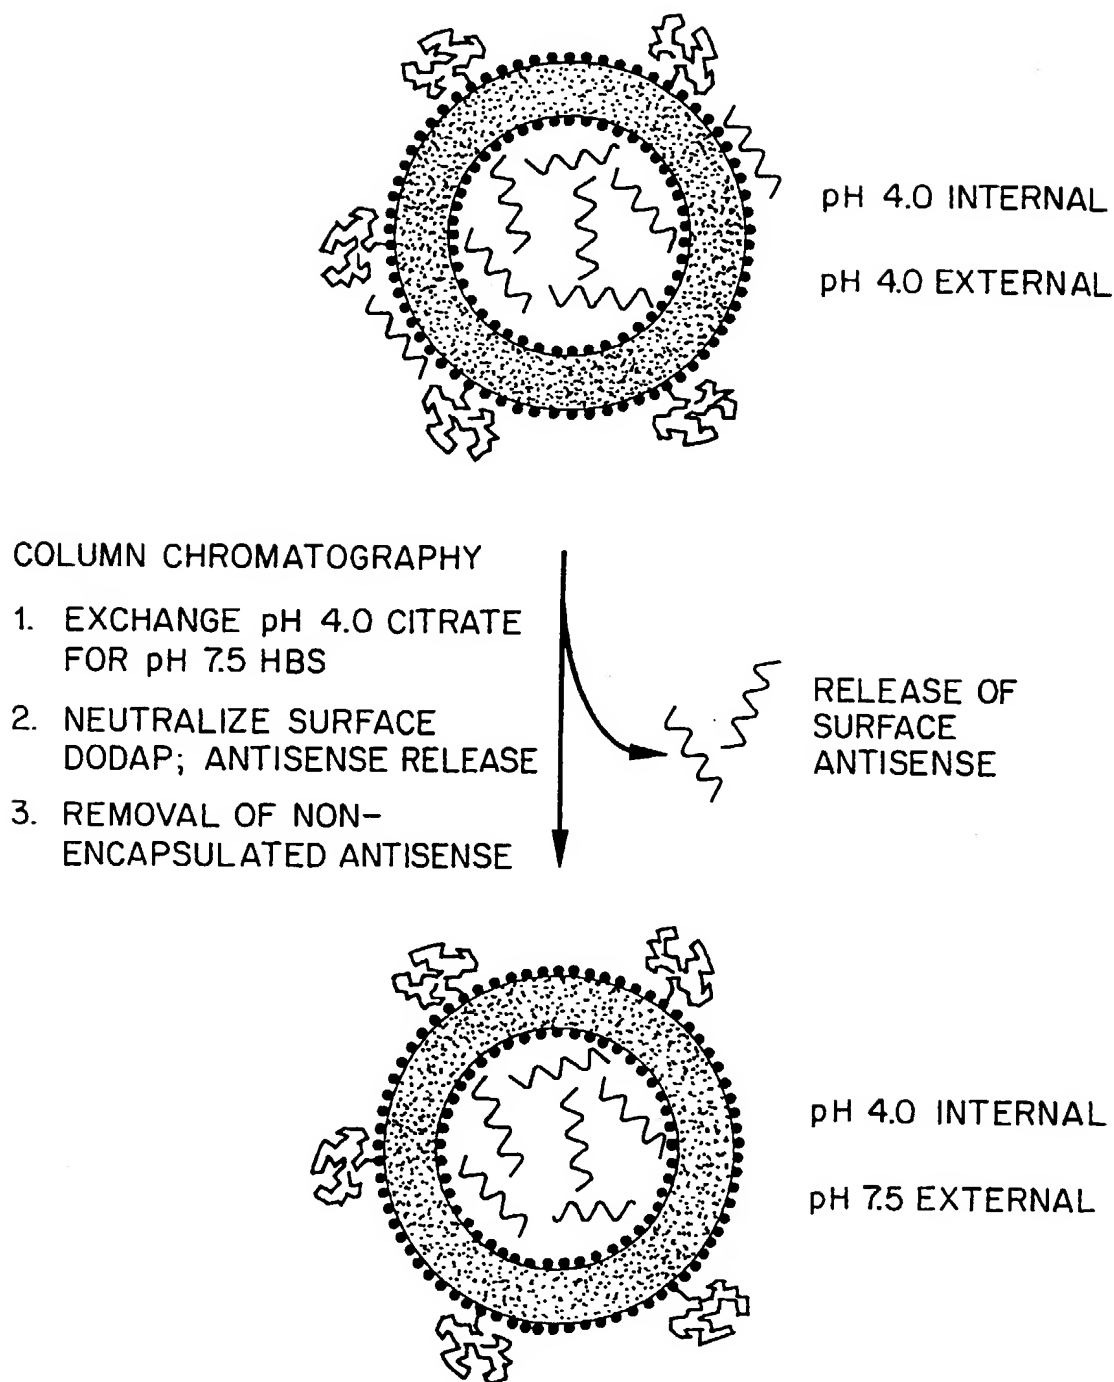 pH 4.0 INTERNAL
pH 4.0 EXTERNAL
COLUMN CHROMATOGRAPHY
1. EXCHANGE pH 4.0 CITRATE
FOR pH 7.5 HBS
2. NEUTRALIZE SURFACE
DODAP; ANTISENSE RELEASE
3. REMOVAL OF NON-
ENCAPSULATED ANTISENSE
RELEASE OF
SURFACE
ANTISENSE
pH 4.0 INTERNAL
pH 7.5 EXTERNAL